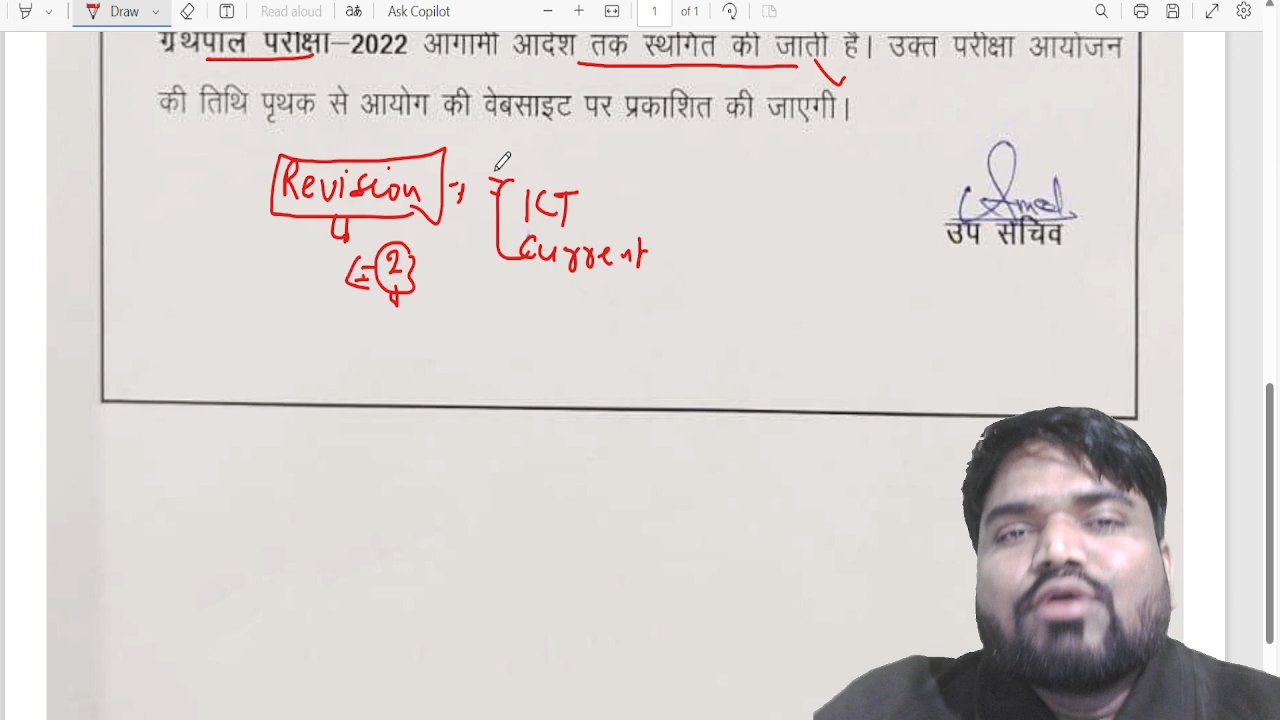 Draw
Read aloud
Ask Copilot
1
of 1
ग्रंथपाल परीक्षा–2022 आगामी आदेश तक स्थगित की जाती है। उक्त परीक्षा आयोजन
की तिथि पृथक से आयोग की वेबसाइट पर प्रकाशित की जाएगी।
Revision
ICT
Current
2
उप सचिव